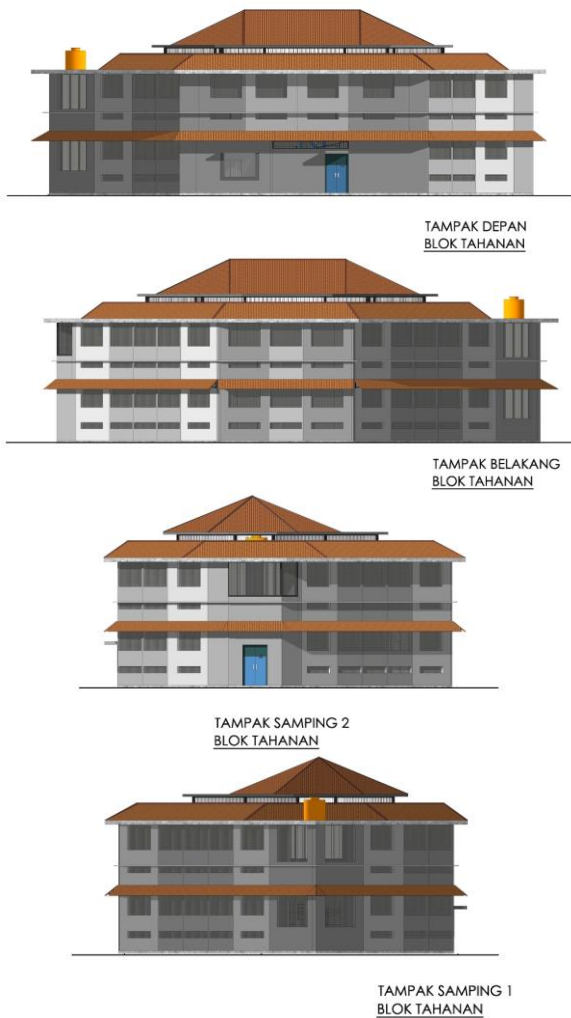 TAMPAK DEPAN
BLOK TAHANAN
TAMPAK BELAKANG
BLOK TAHANAN
TAMPAK SAMPING 2
BLOK TAHANAN
TAMPAK SAMPING 1
BLOK TAHANAN